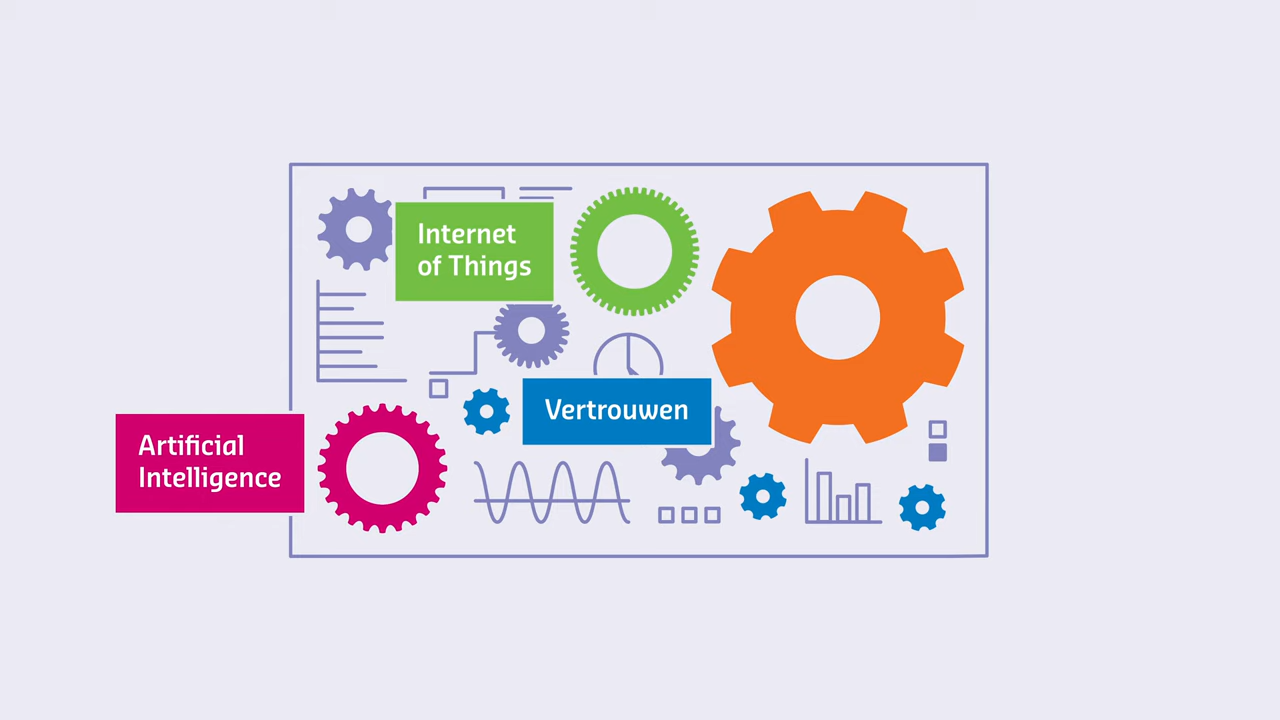 Internet
of Things
Vertrouwen
Artificial
Intelligence